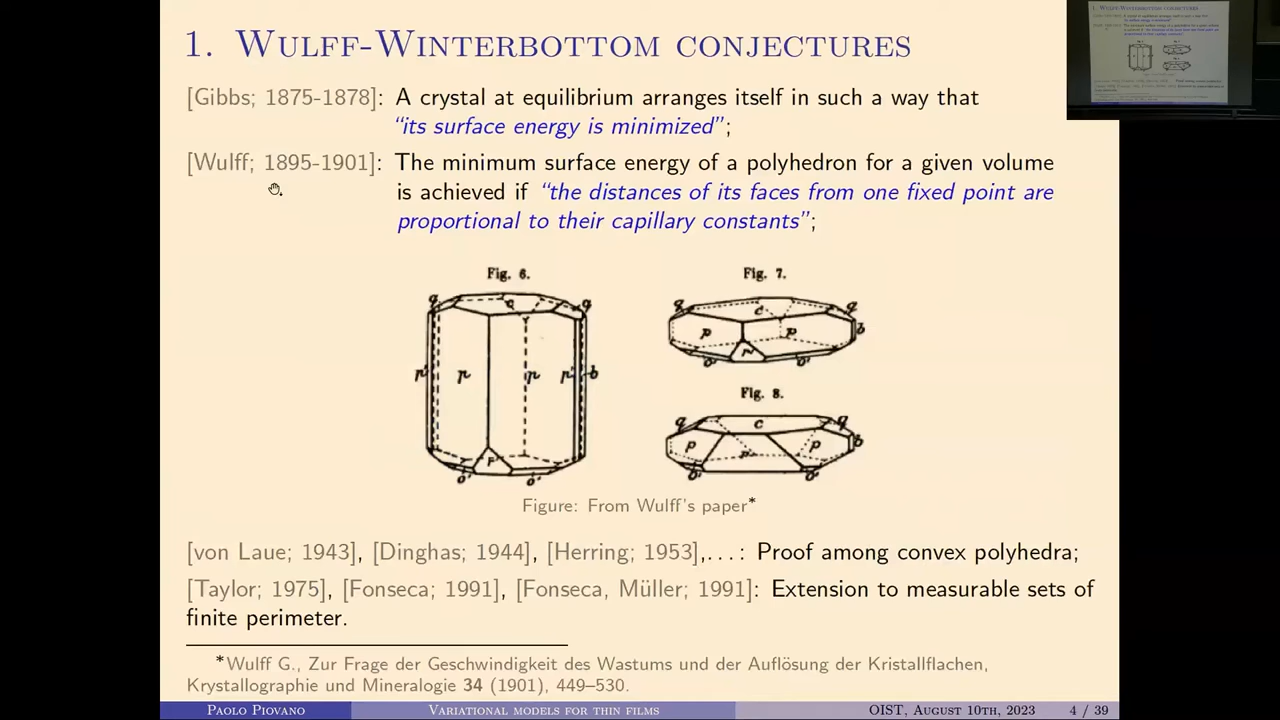 1. Wulff-Winterbottom conjectures
[Gibbs; 1875-1878]: A crystal at equilibrium arranges itself in such a way that
“its surface energy is minimized”;
[Wulff; 1895-1901]: The minimum surface energy of a polyhedron for a given volume
is achieved if “the distances of its faces from one fixed point are
proportional to their capillary constants”;
Fig. 6.
Fig. 7.
Fig. 8.
Figure: From Wulff's paper*
[von Laue; 1943], [Dinghas; 1944], [Herring; 1953],...: Proof among convex polyhedra;
[Taylor; 1975], [Fonseca; 1991], [Fonseca, Müller; 1991]: Extension to measurable sets of
finite perimeter.
*Wulff G., Zur Frage der Geschwindigkeit des Wastums und der Auflösung der Kristallflachen,
Krystallographie und Mineralogie 34 (1901), 449–530.
Paolo Piovano Variational models for thin films OIST, August 10th, 2023 4 / 39